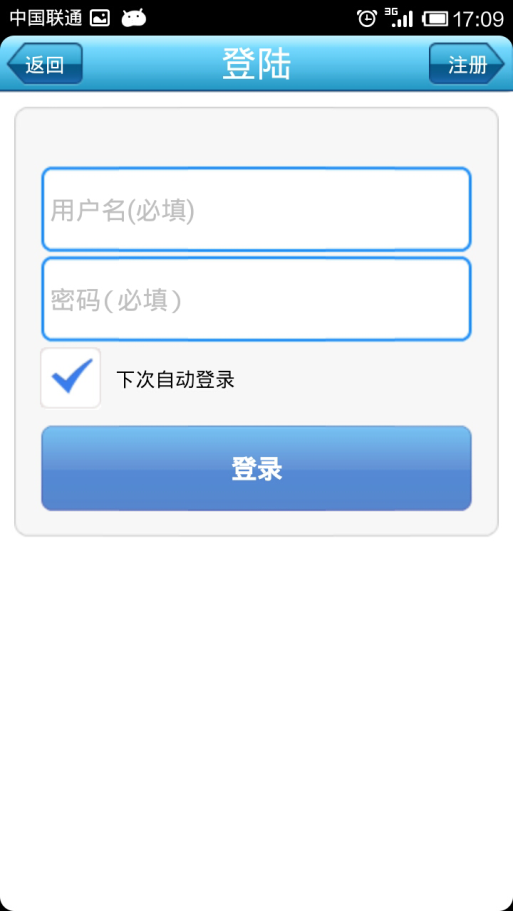 中国联通 3G 17:09
返回 登陆 注册
用户名(必填)
密码(必填)
下次自动登录
登录